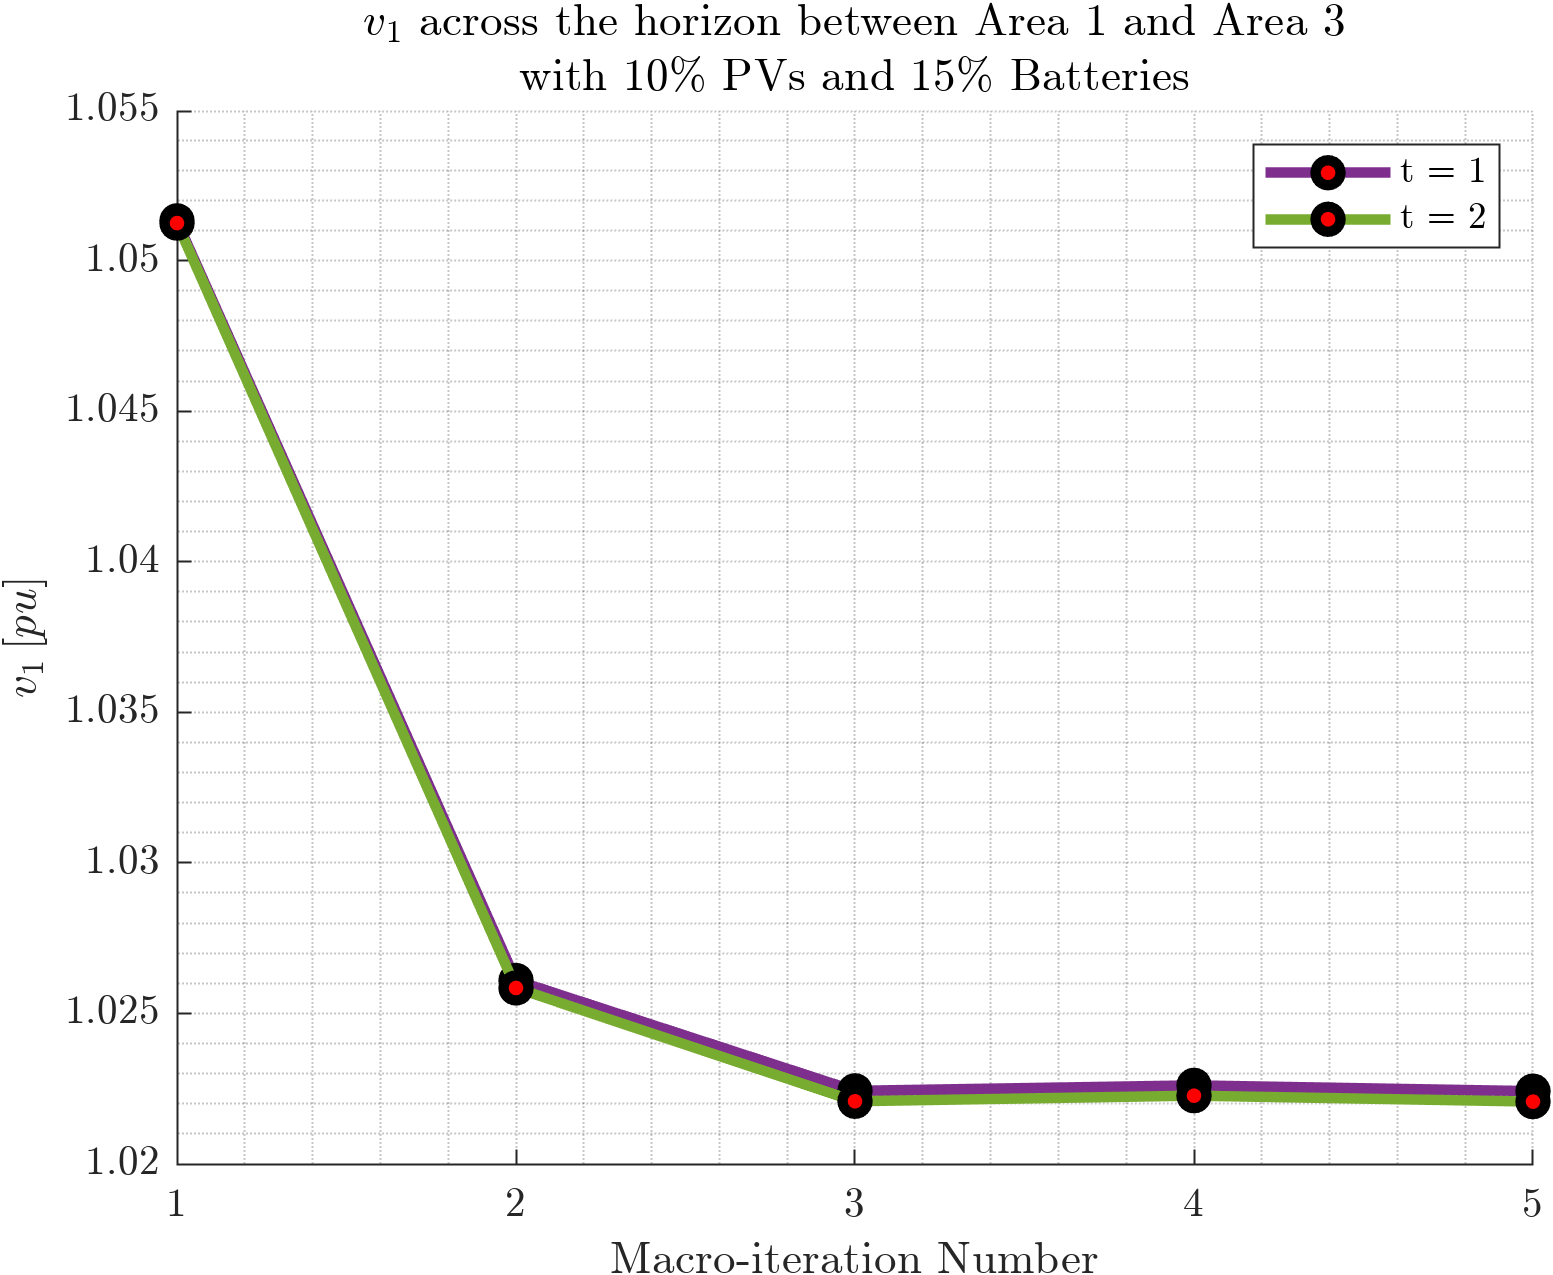 v₁ across the horizon between Area 1 and Area 3
with 10% PVs and 15% Batteries
1.055
1.05
1.045
1.04
1.035
1.03
1.025
1.02
v₁ [pu]
t = 1
t = 2
1 2 3 4 5
Macro-iteration Number